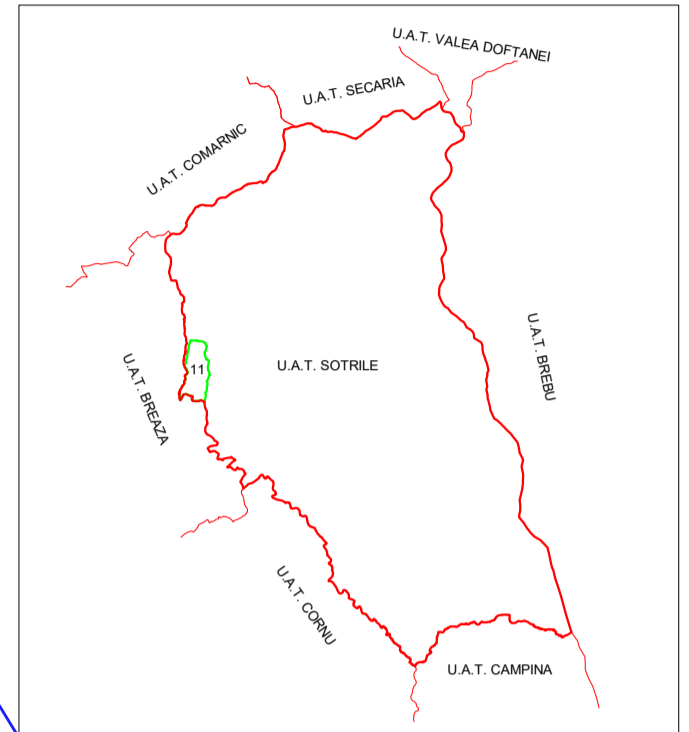 U.A.T. VALEA DOFTANEI
U.A.T. SECARIA
U.A.T. COMARNIC
U.A.T. BREBU
11
U.A.T. SOTRILE
U.A.T. BREAZA
U.A.T. CORNU
U.A.T. CAMPINA